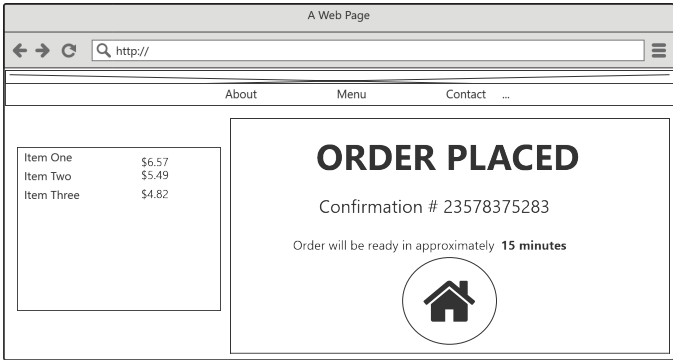 A Web Page
http://
About Menu Contact ...
Item One $6.57
Item Two $5.49
Item Three $4.82
ORDER PLACED
Confirmation # 23578375283
Order will be ready in approximately 15 minutes